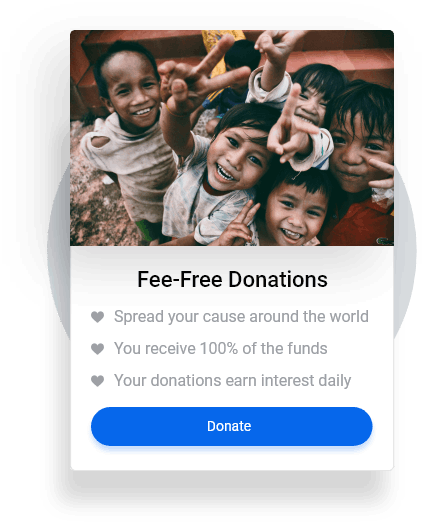 Fee-Free Donations
Spread your cause around the world
You receive 100% of the funds
Your donations earn interest daily
Donate